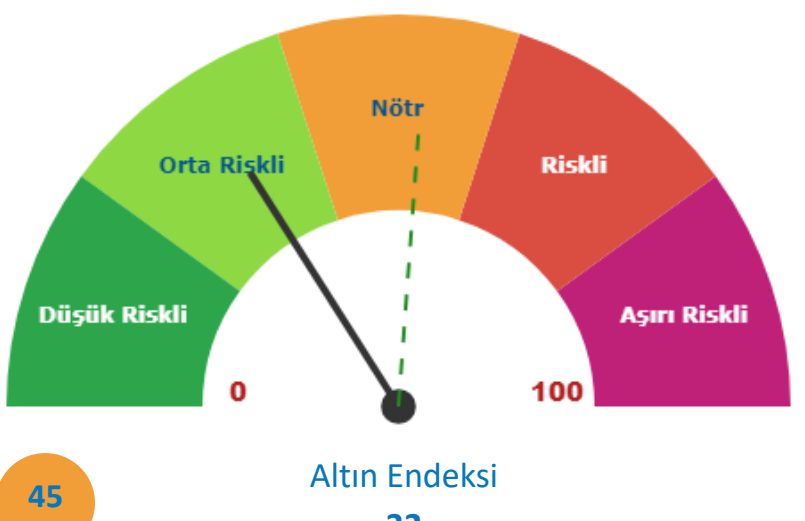 Nötr
Orta Riskli
Riskli
Düşük Riskli
Aşırı Riskli
0
100
Altın Endeksi
45